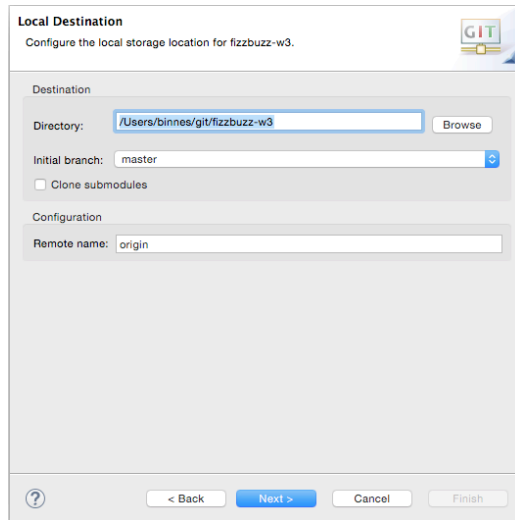 Local Destination
Configure the local storage location for fizzbuzz-w3.
GIT
Destination
Directory: /Users/binnes/git/fizzbuzz-w3 Browse
Initial branch: master
Clone submodules
Configuration
Remote name: origin
? < Back Next > Cancel Finish